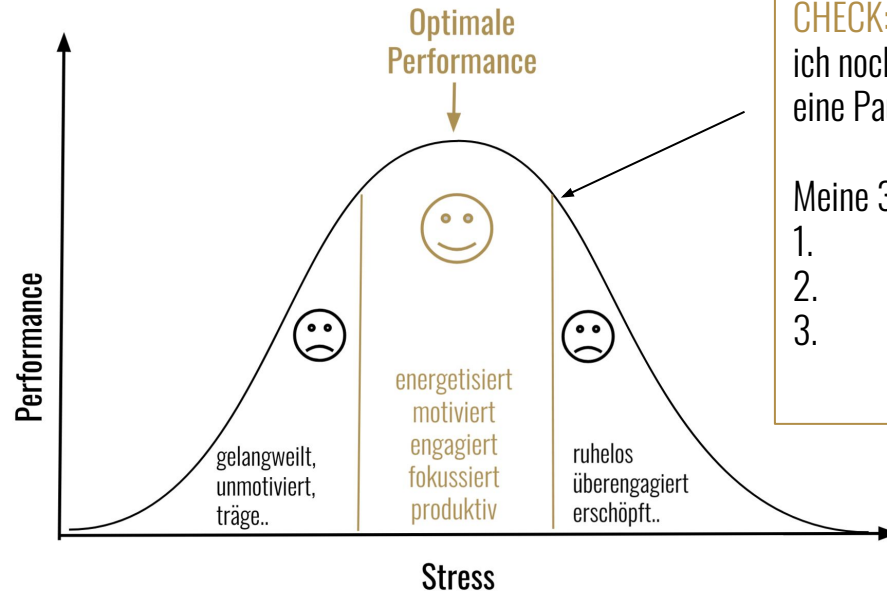 Optimale
Performance
CHECK:
ich noch
eine Pa
Meine 3
1.
2.
3.
Performance
energetisiert
motiviert
engagiert
fokussiert
produktiv
gelangweilt,
unmotiviert,
träge..
ruhelos
überengagiert
erschöpft..
Stress